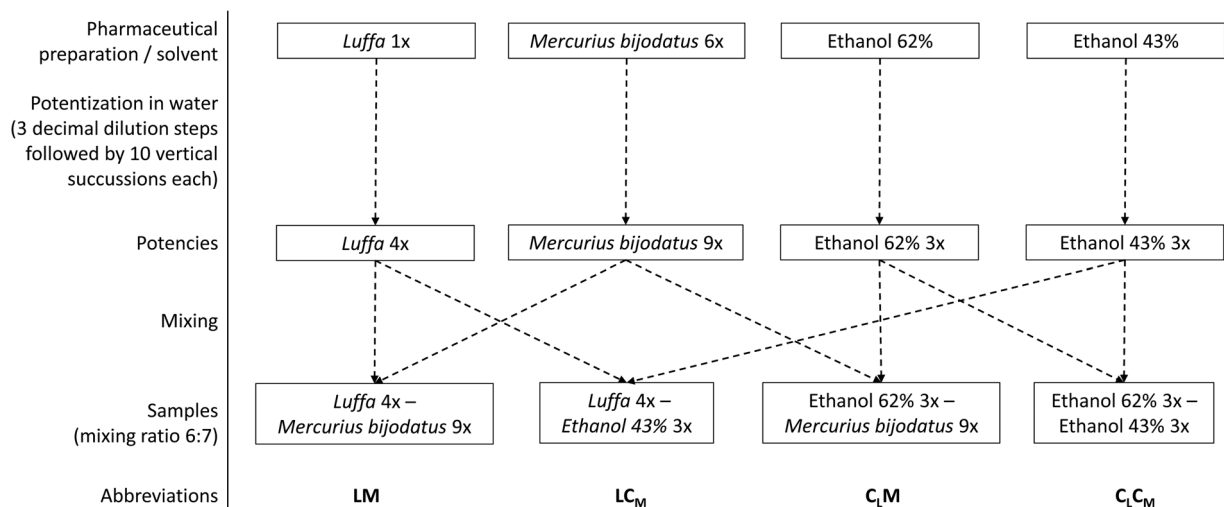 Pharmaceutical
preparation / solvent
Luffa 1x
Mercurius bijodatus 6x
Ethanol 62%
Ethanol 43%
Potentization in water
(3 decimal dilution steps
followed by 10 vertical
succussions each)
Potencies
Luffa 4x
Mercurius bijodatus 9x
Ethanol 62% 3x
Ethanol 43% 3x
Mixing
Samples
(mixing ratio 6:7)
Luffa 4x –
Mercurius bijodatus 9x
Luffa 4x –
Ethanol 43% 3x
Ethanol 62% 3x –
Mercurius bijodatus 9x
Ethanol 62% 3x –
Ethanol 43% 3x
Abbreviations
LM
LCM
CLM
CLCM